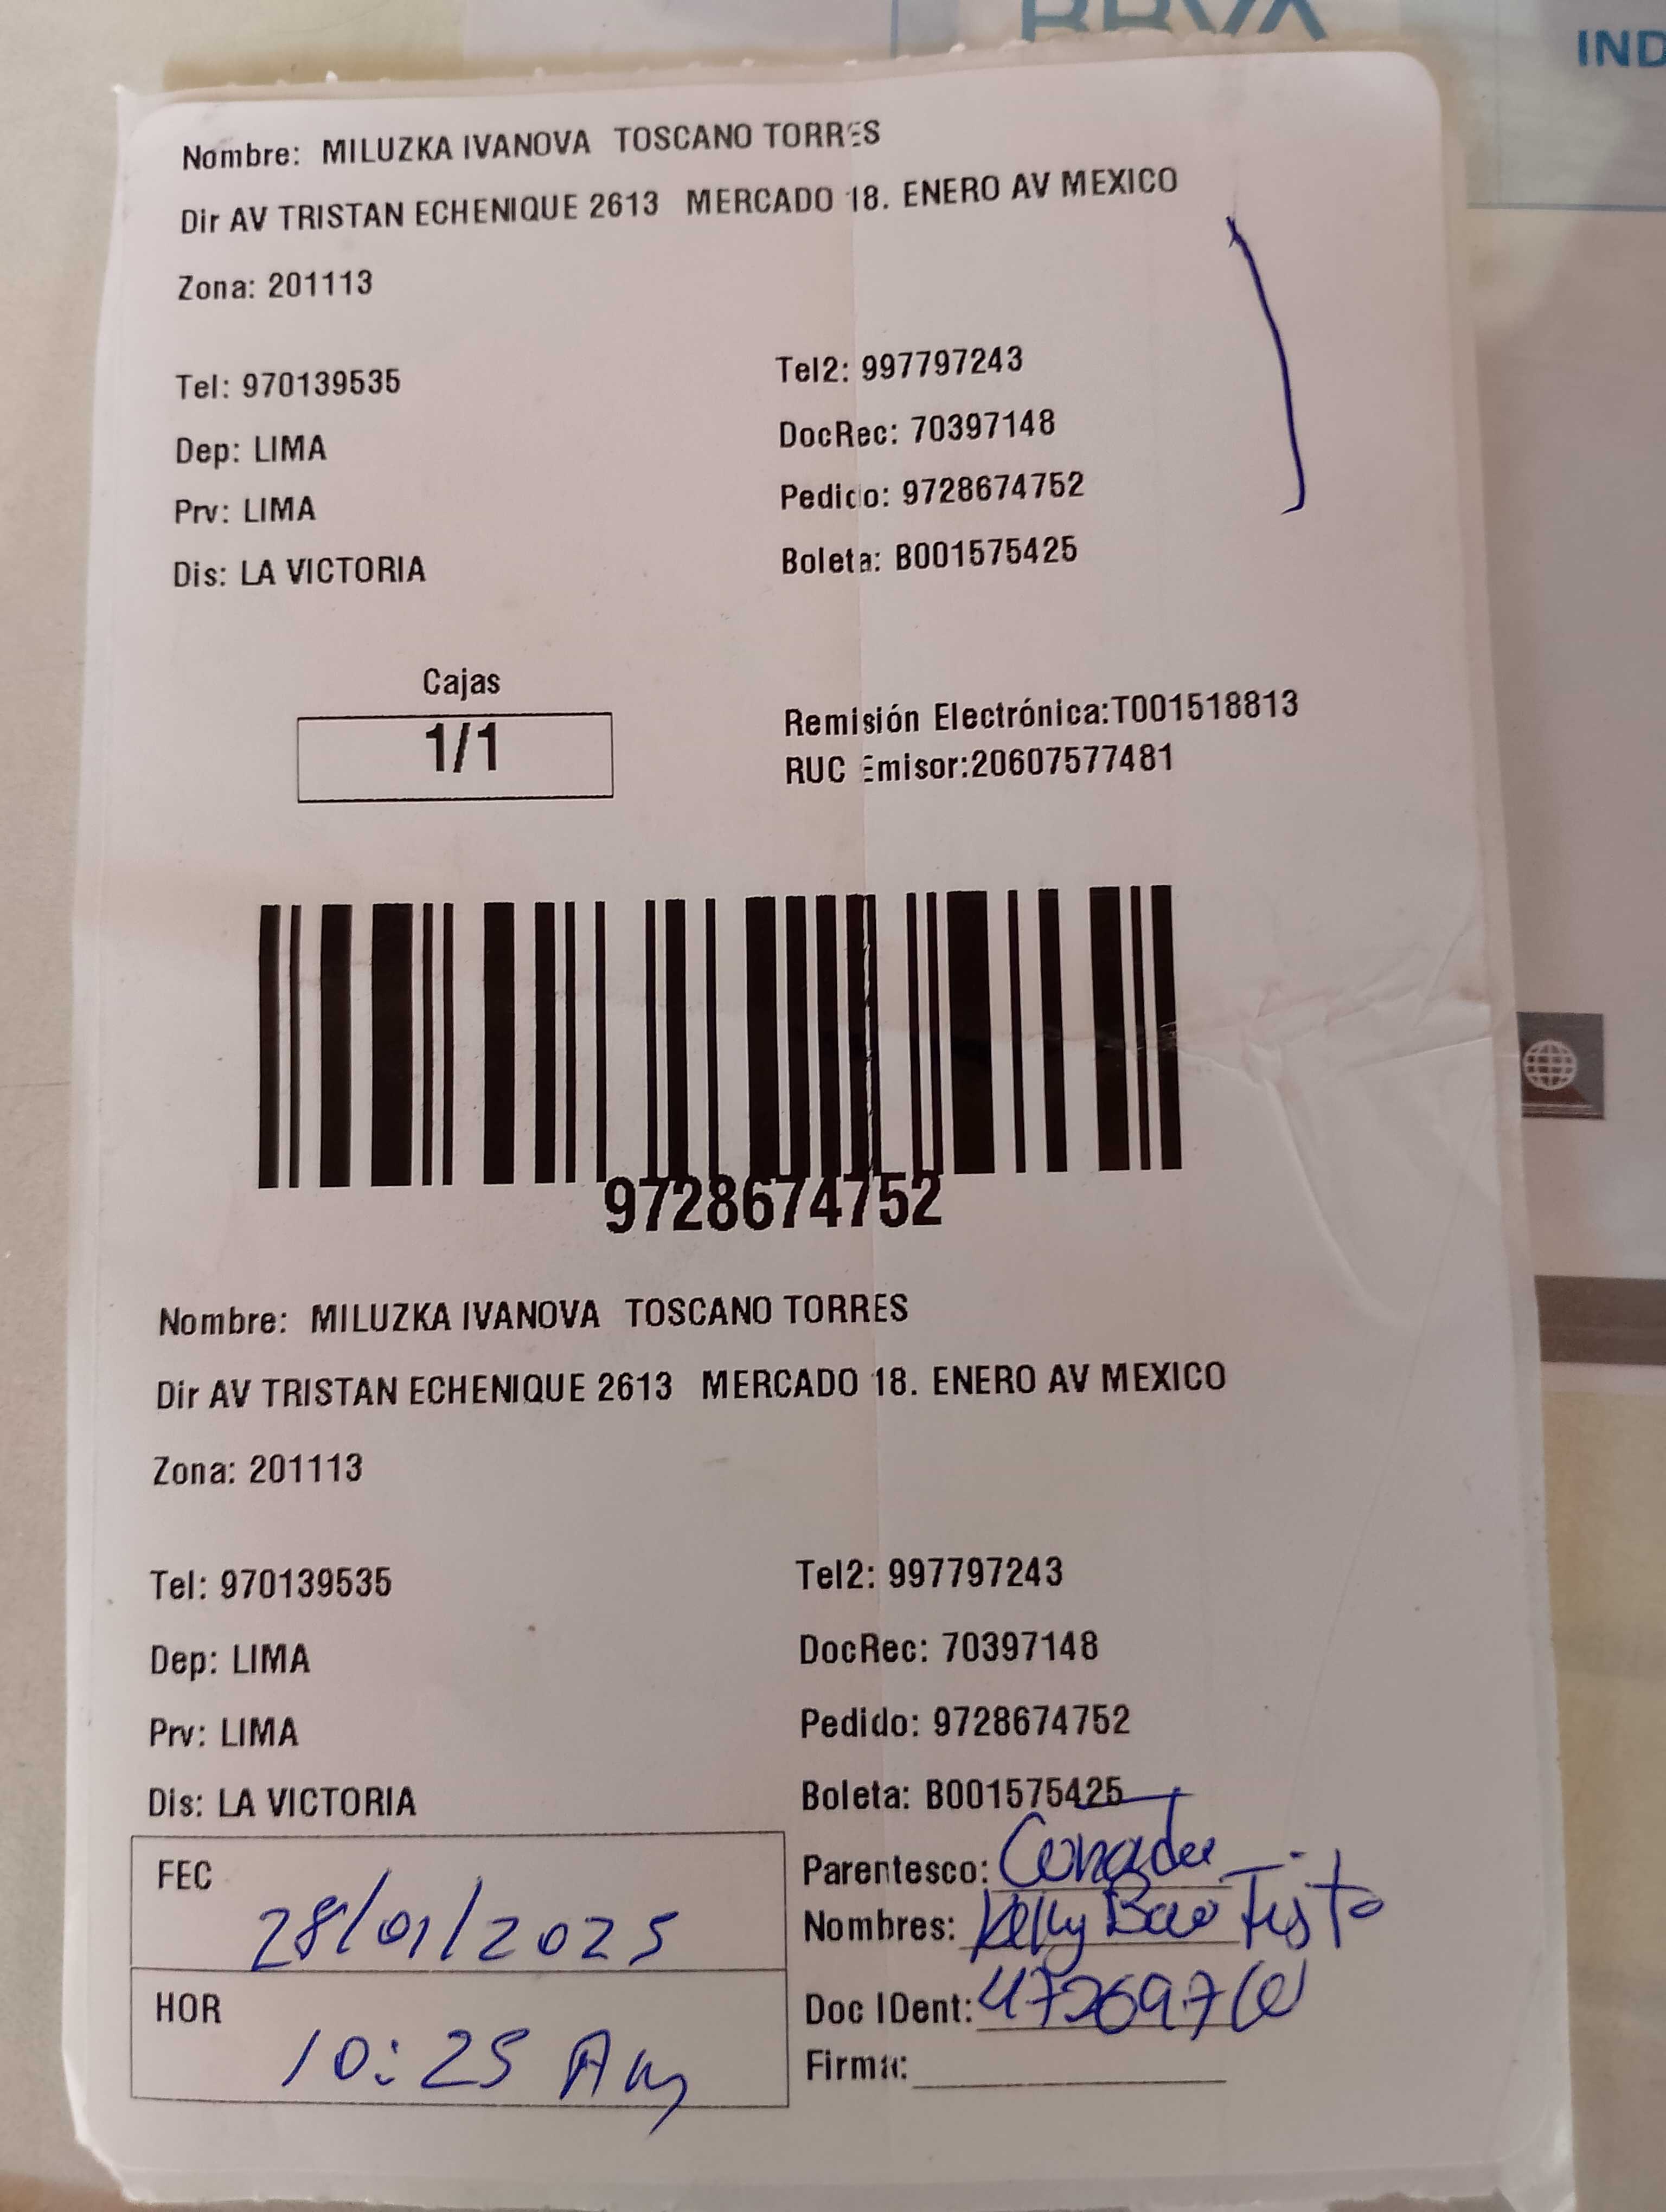 BBVA
IND
Nombre: MILUZKA IVANOVA TOSCANO TORRES
Dir AV TRISTAN ECHENIQUE 2613 MERCADO 18. ENERO AV MEXICO
Zona: 201113
Tel: 970139535 Tel2: 997797243
Dep: LIMA DocRec: 70397148
Prv: LIMA Pedido: 9728674752
Dis: LA VICTORIA Boleta: B001575425
Cajas
1/1
Remisión Electrónica:T001518813
RUC Emisor:20607577481
9728674752
Nombre: MILUZKA IVANOVA TOSCANO TORRES
Dir AV TRISTAN ECHENIQUE 2613 MERCADO 18. ENERO AV MEXICO
Zona: 201113
Tel: 970139535 Tel2: 997797243
Dep: LIMA DocRec: 70397148
Prv: LIMA Pedido: 9728674752
Dis: LA VICTORIA Boleta: B001575425
FEC 28/01/2025
HOR 10:25 Am
Parentesco:
Nombres: Kelly Bautista
Doc IDent:
Firma: